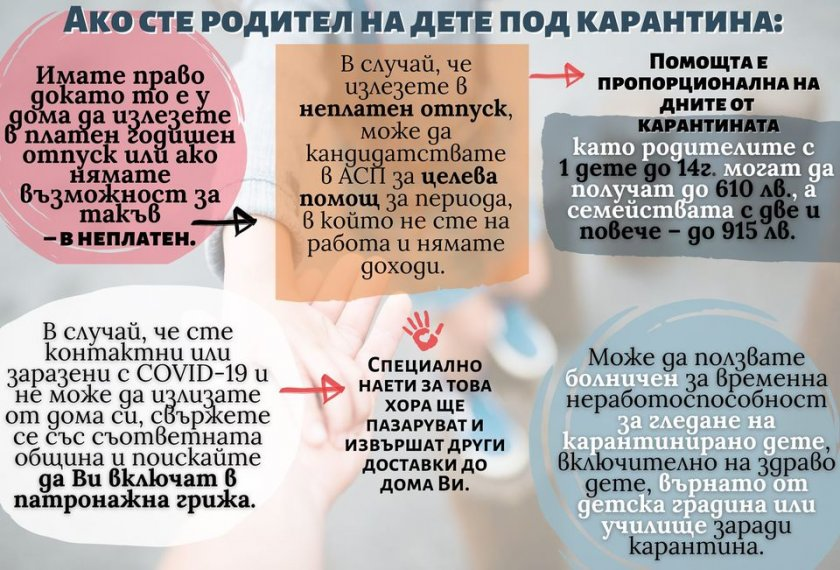 Ако сте родител на дете под карантина:
Имате право
докато то е у
дома да излезете
в платен годишен
отпуск или ако
нямате
възможност за
такъв
– в неплатен.
В случай, че
излезете в
неплатен отпуск,
може да
кандидатствате
в АСП за целева
помощ за периода,
в който не сте на
работа и нямате
доходи.
Помощта е
пропорционална на
дните от
карантината
като родителите с
1 дете до 14г. могат да
получат до 610 лв., а
семействата с две и
повече – до 915 лв.
В случай, че сте
контактни или
заразени с COVID-19 и
не може да излизате
от дома си, свържете
се със съответната
община и поискайте
да Ви включат в
патронажна грижа.
Специално
наети за това
хора ще
пазаруват и
извършат други
доставки до
дома Ви.
Може да ползвате
болничен за временна
неработоспособност
за гледане на
карантинирано дете,
включително на здраво
дете, върнато от
детска градина или
училище заради
карантина.